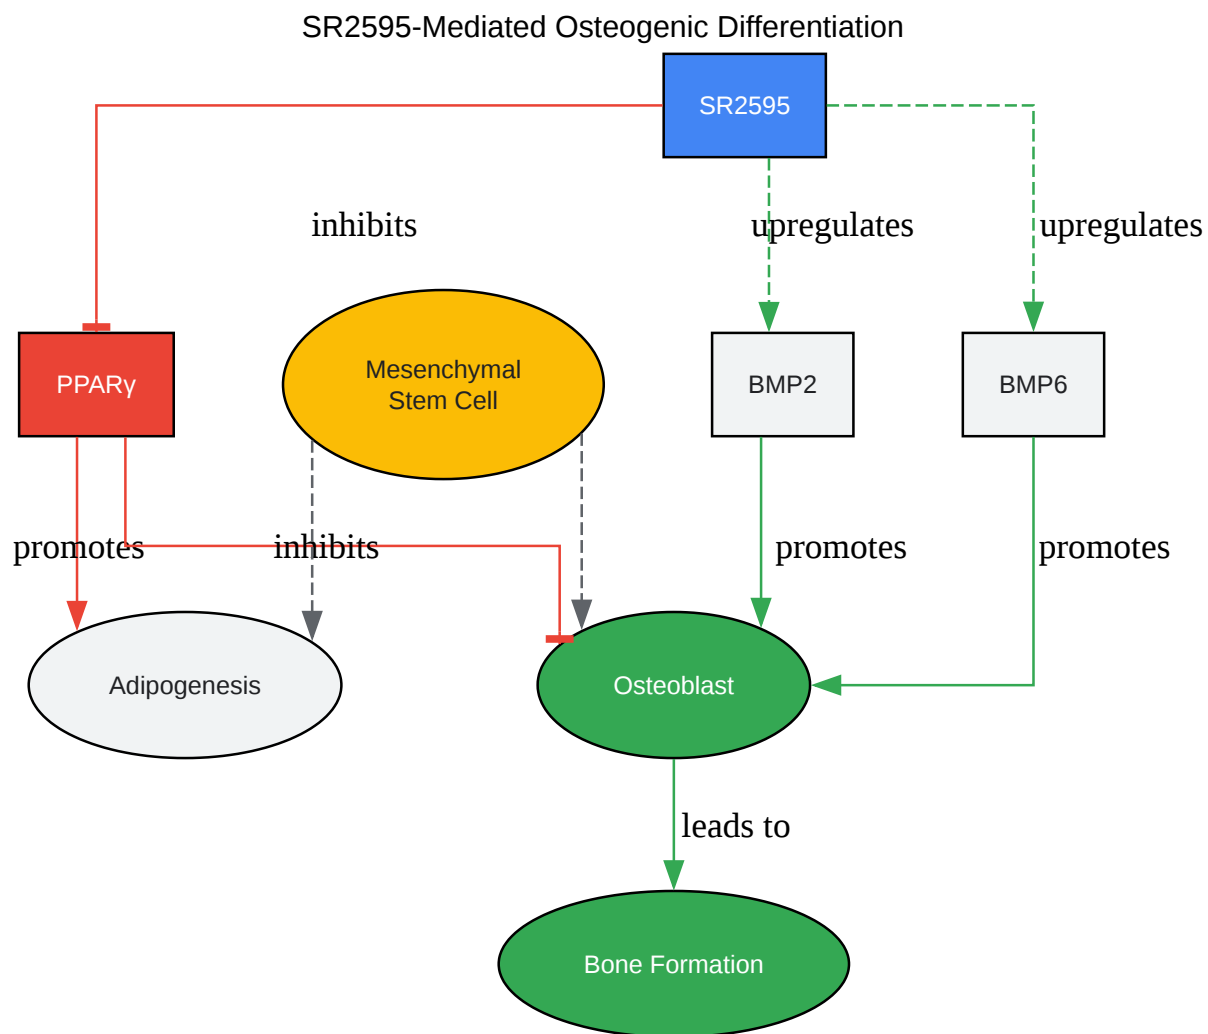 SR2595-Mediated Osteogenic Differentiation
SR2595
inhibits
upregulates
upregulates
PPARγ
Mesenchymal
Stem Cell
BMP2
BMP6
promotes
inhibits
promotes
promotes
Adipogenesis
Osteoblast
leads to
Bone Formation